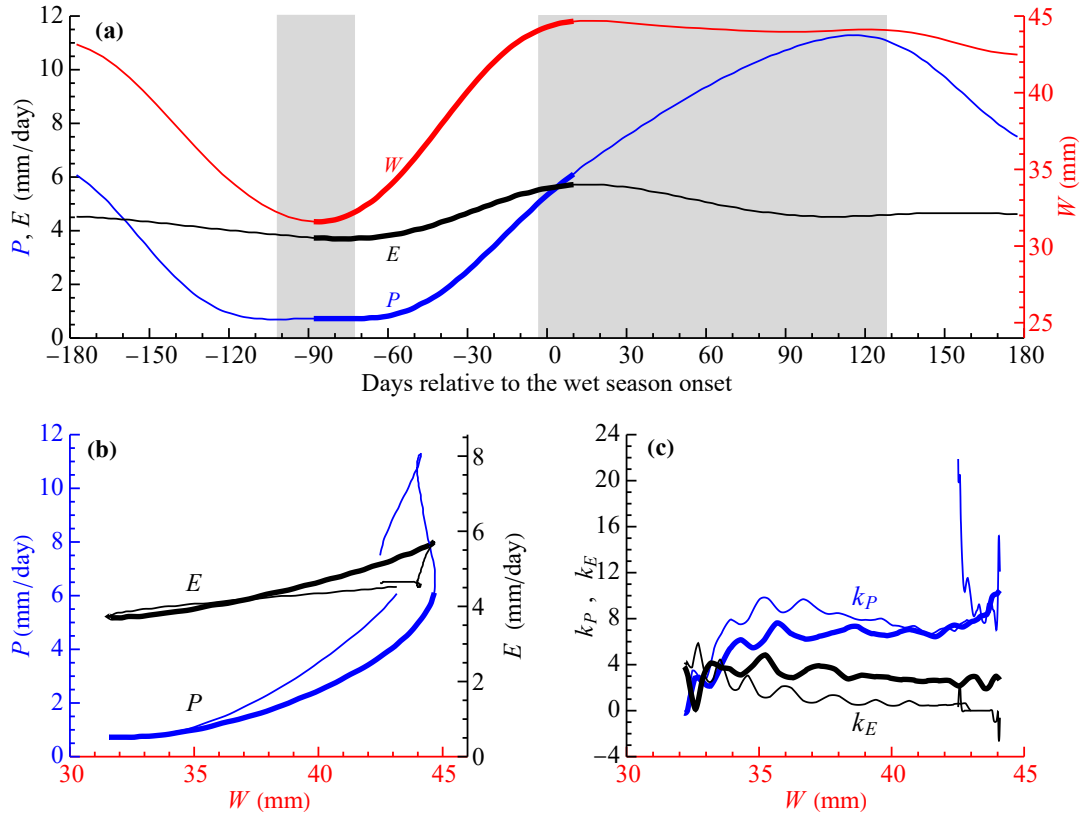 (a)
12
10
8
6
4
2
0
P, E (mm/day)
W
E
P
45
40
35
30
25
W (mm)
−180 −150 −120 −90 −60 −30 0 30 60 90 120 150 180
Days relative to the wet season onset
(b)
12
10
8
6
4
2
0
P (mm/day)
E
P
8
6
4
2
0
E (mm/day)
30 35 40 45
W (mm)
(c)
24
20
16
12
8
4
0
−4
kP , kE
kP
kE
30 35 40 45
W (mm)